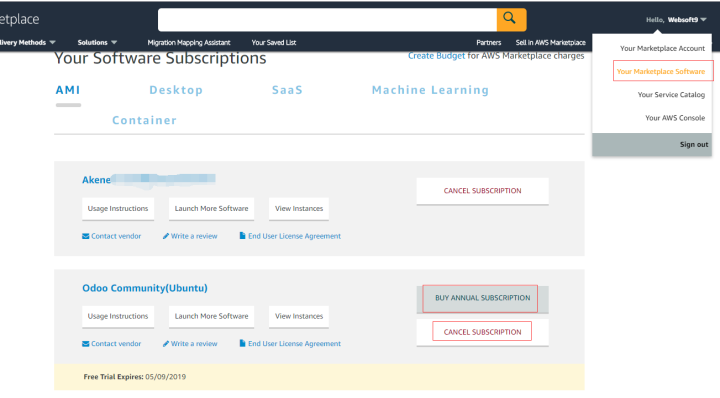 etplace
Hello, Websoft9
livery Methods
Solutions
Migration Mapping Assistant
Your Saved List
Partners
Sell in AWS Marketplace
Your Marketplace Account
Your Marketplace Software
Your Service Catalog
Your AWS Console
Sign out
Your Software Subscriptions
Create Budget for AWS Marketplace charges
AMI
Desktop
SaaS
Machine Learning
Container
Akene
CANCEL SUBSCRIPTION
Usage Instructions
Launch More Software
View Instances
Contact vendor
Write a review
End User License Agreement
Odoo Community(Ubuntu)
BUY ANNUAL SUBSCRIPTION
Usage Instructions
Launch More Software
View Instances
CANCEL SUBSCRIPTION
Contact vendor
Write a review
End User License Agreement
Free Trial Expires: 05/09/2019